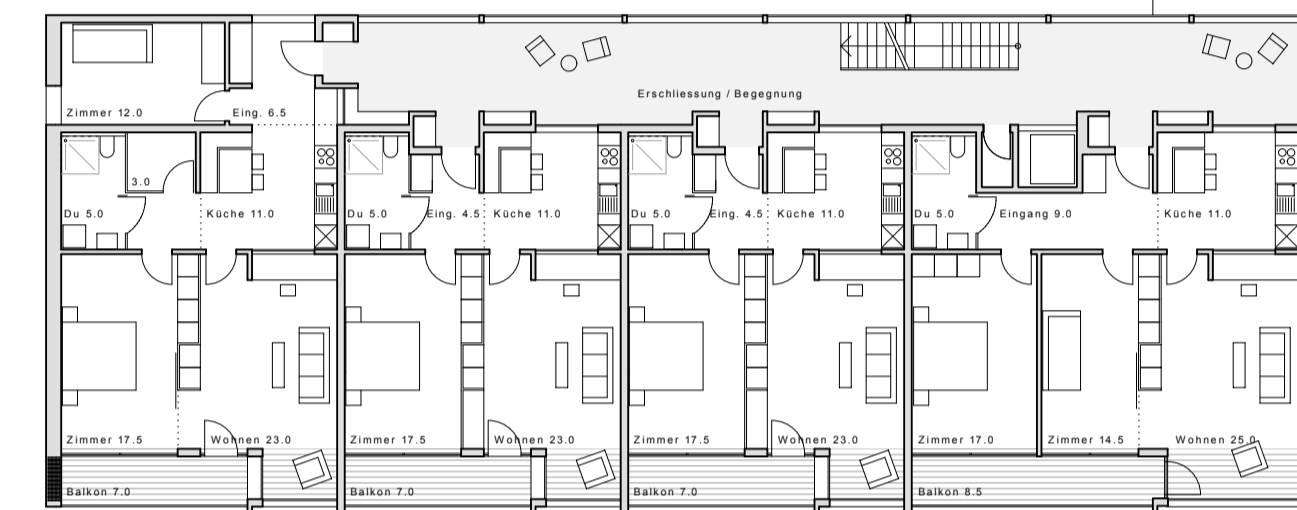 Erschliessung / Begegnung
Zimmer 12.0
Eing. 6.5
3.0
Du 5.0
Küche 11.0
Du 5.0
Eing. 4.5
Küche 11.0
Du 5.0
Eing. 4.5
Küche 11.0
Du 5.0
Eingang 9.0
Küche 11.0
Zimmer 17.5
Wohnen 23.0
Zimmer 17.5
Wohnen 23.0
Zimmer 17.5
Wohnen 23.0
Zimmer 17.0
Zimmer 14.5
Wohnen 25.0
Balkon 7.0
Balkon 7.0
Balkon 7.0
Balkon 8.5